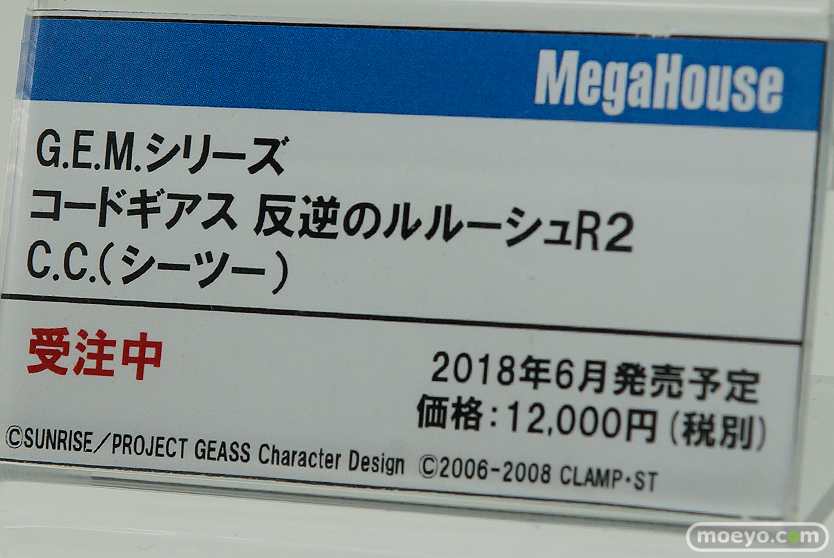 MegaHouse
G.E.M.シリーズ
コードギアス 反逆のルルーシュR2
C.C.(シーツー)
受注中
2018年6月発売予定
価格:12,000円(税別)
©SUNRISE/PROJECT GEASS Character Design ©2006-2008 CLAMP・ST
moeyo.com